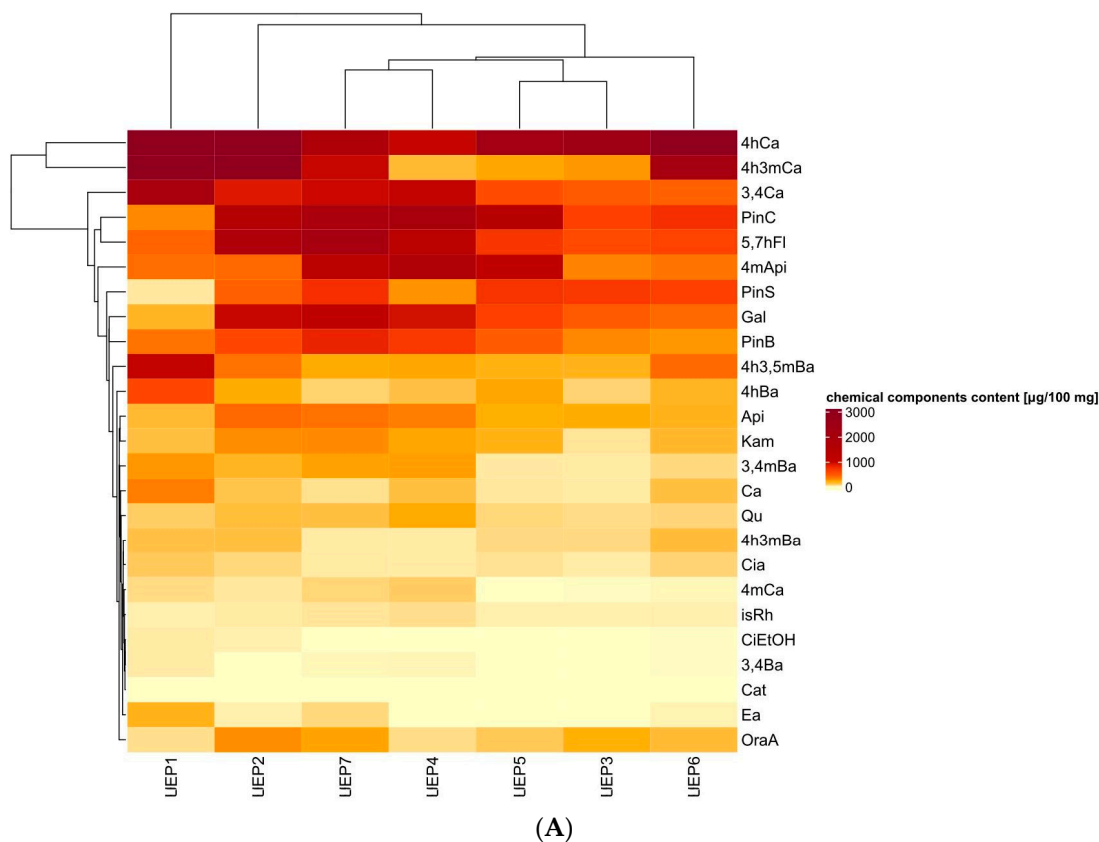 4hCa
4h3mCa
3,4Ca
PinC
5,7hFl
4mApi
PinS
Gal
PinB
4h3,5mBa
4hBa
Api
Kam
3,4mBa
Ca
Qu
4h3mBa
Cia
4mCa
isRh
CiEtOH
3,4Ba
Cat
Ea
OraA
chemical components content [µg/100 mg]
3000
2000
1000
0
UEP1 UEP2 UEP7 UEP4 UEP5 UEP3 UEP6
(A)